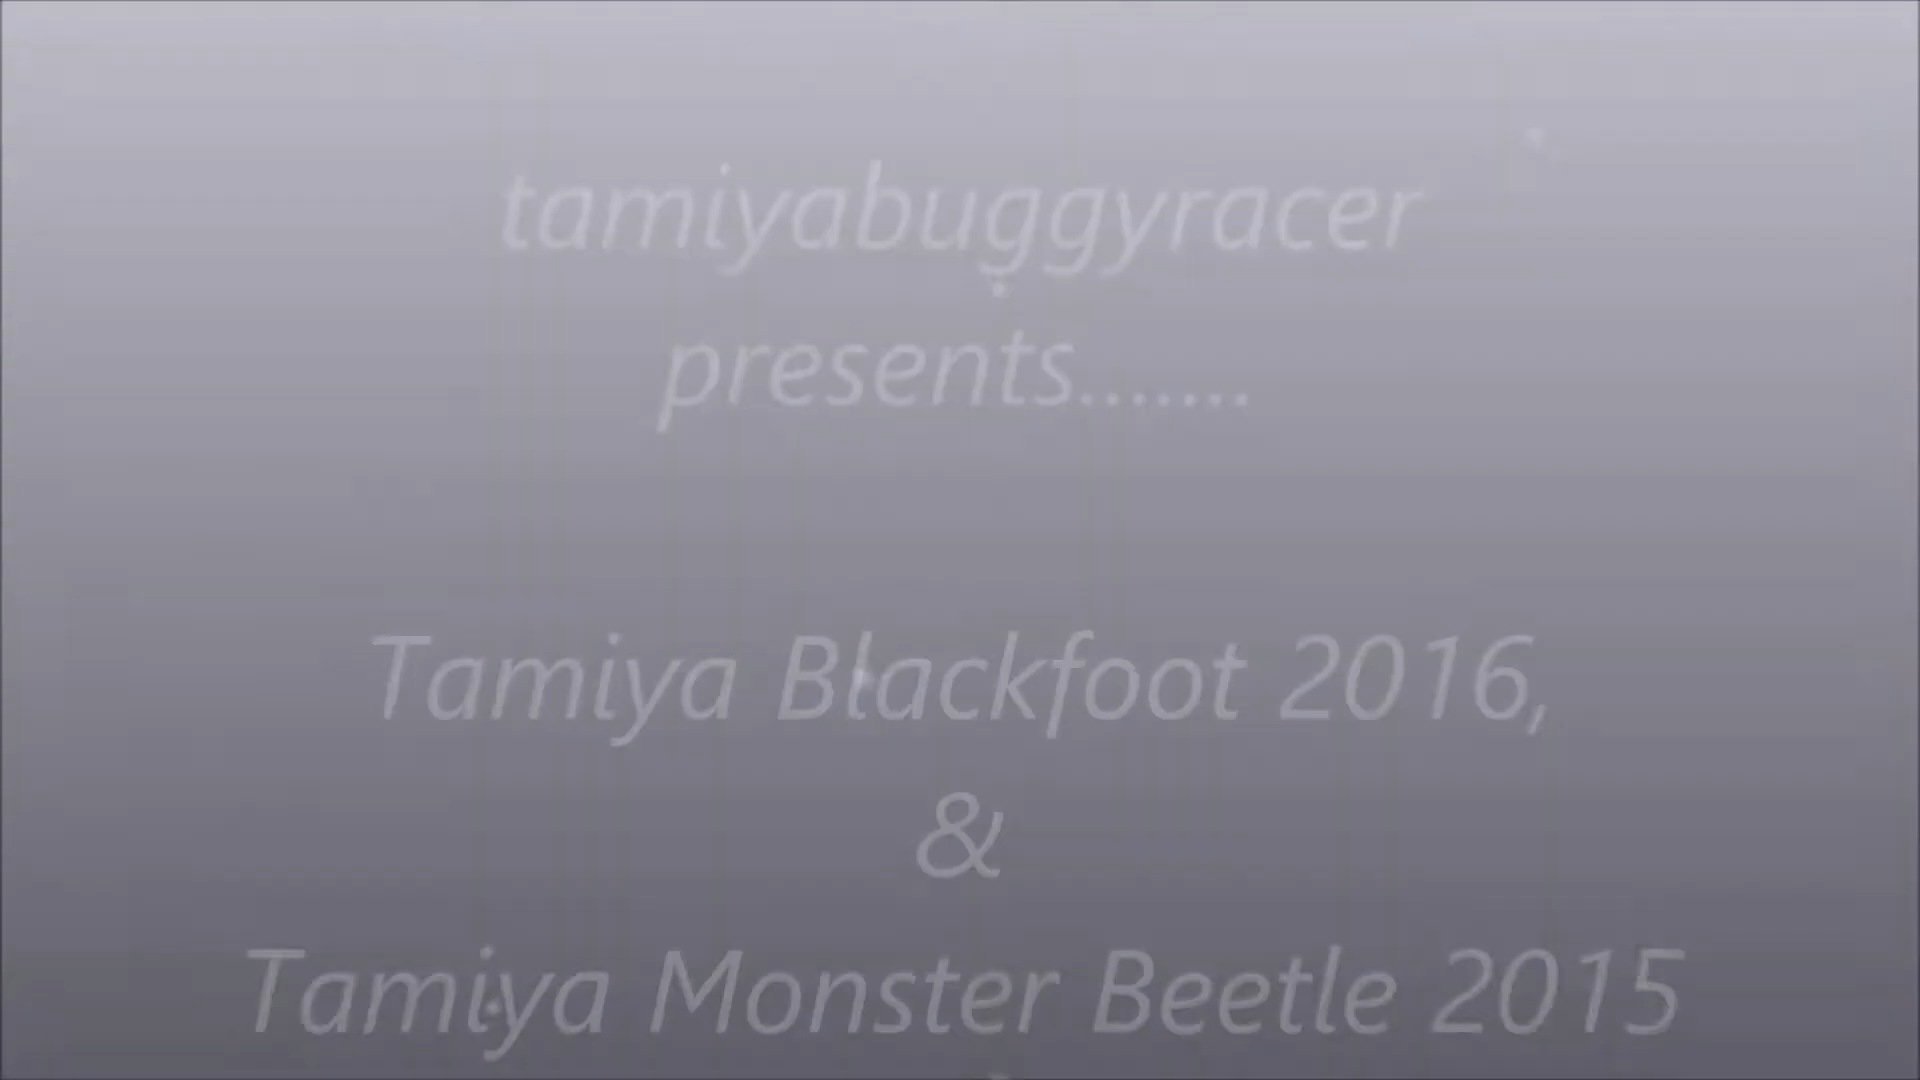 tamiyabuggyracer
presents.......
Tamiya Blackfoot 2016,
&
Tamiya Monster Beetle 2015